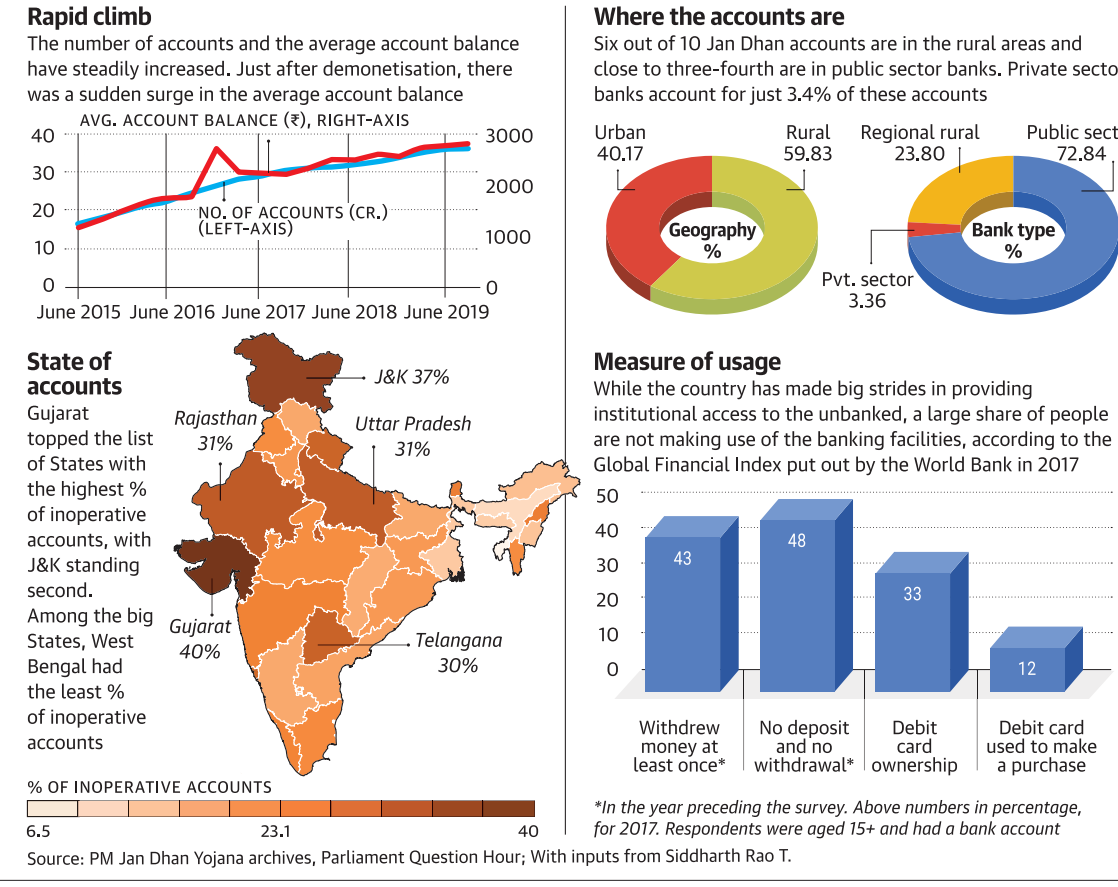 Rapid climb
The number of accounts and the average account balance
have steadily increased. Just after demonetisation, there
was a sudden surge in the average account balance
AVG. ACCOUNT BALANCE (₹), RIGHT-AXIS
40
30
20
10
0
3000
2000
1000
0
NO. OF ACCOUNTS (CR.)
(LEFT-AXIS)
June 2015 June 2016 June 2017 June 2018 June 2019
Where the accounts are
Six out of 10 Jan Dhan accounts are in the rural areas and
close to three-fourth are in public sector banks. Private secto
banks account for just 3.4% of these accounts
Urban
40.17
Rural
59.83
Geography
%
Regional rural
23.80
Public sect
72.84
Bank type
%
Pvt. sector
3.36
State of
accounts
Gujarat
topped the list
of States with
the highest %
of inoperative
accounts, with
J&K standing
second.
Among the big
States, West
Bengal had
the least %
of inoperative
accounts
J&K 37%
Rajasthan
31%
Uttar Pradesh
31%
Gujarat
40%
Telangana
30%
% OF INOPERATIVE ACCOUNTS
6.5 23.1 40
Measure of usage
While the country has made big strides in providing
institutional access to the unbanked, a large share of people
are not making use of the banking facilities, according to the
Global Financial Index put out by the World Bank in 2017
50
40
30
20
10
0
43
48
33
12
Withdrew
money at
least once*
No deposit
and no
withdrawal*
Debit
card
ownership
Debit card
used to make
a purchase
*In the year preceding the survey. Above numbers in percentage,
for 2017. Respondents were aged 15+ and had a bank account
Source: PM Jan Dhan Yojana archives, Parliament Question Hour; With inputs from Siddharth Rao T.